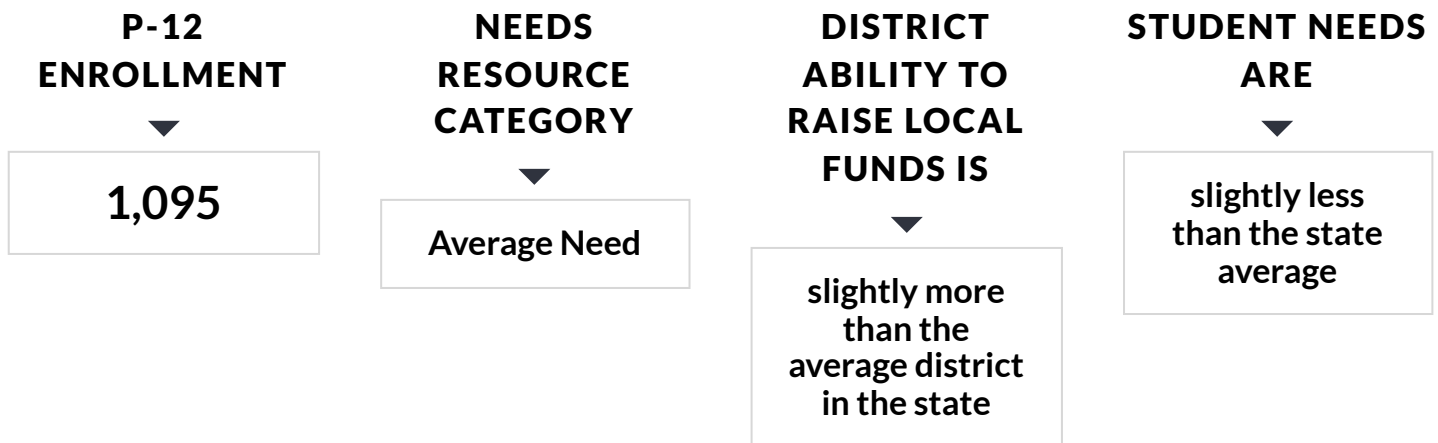 P-12
ENROLLMENT
1,095
NEEDS
RESOURCE
CATEGORY
Average Need
DISTRICT
ABILITY TO
RAISE LOCAL
FUNDS IS
slightly more
than the
average district
in the state
STUDENT NEEDS
ARE
slightly less
than the state
average